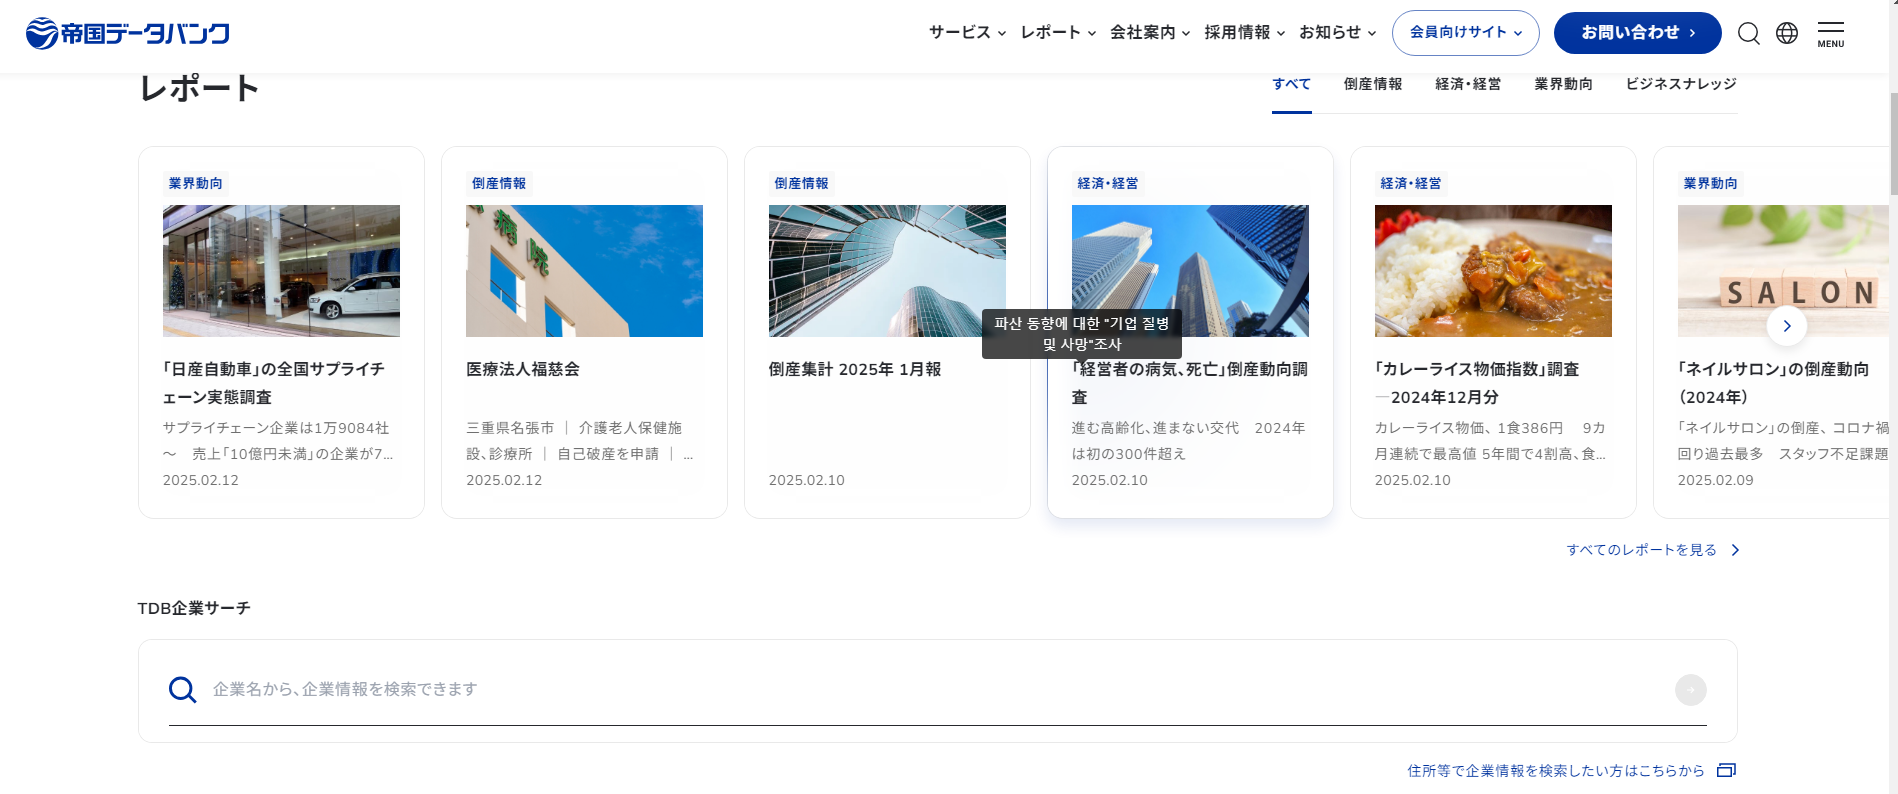 帝国データバンク
サービス
レポート
会社案内
採用情報
お知らせ
会員向けサイト
お問い合わせ
MENU
レポート
すべて
倒産情報
経済・経営
業界動向
ビジネスナレッジ
業界動向
「日産自動車」の全国サプライチ
ェーン実態調査
サプライチェーン企業は1万9084社
～　売上「10億円未満」の企業が7...
2025.02.12
倒産情報
病院
医療法人福慈会
三重県名張市 ｜ 介護老人保健施
設、診療所 ｜ 自己破産を申請 ｜ ...
2025.02.12
倒産情報
倒産集計 2025年 1月報
2025.02.10
経済・経営
파산 동향에 대한 "기업 질병
및 사망"조사
「経営者の病気、死亡」倒産動向調
査
進む高齢化、進まない交代　2024年
は初の300件超え
2025.02.10
経済・経営
「カレーライス物価指数」調査
―2024年12月分
カレーライス物価、1食386円　 9カ
月連続で最高値 5年間で4割高、食...
2025.02.10
業界動向
SALON
「ネイルサロン」の倒産動向
（2024年）
「ネイルサロン」の倒産、コロナ禍
回り過去最多　スタッフ不足課題
2025.02.09
すべてのレポートを見る
TDB企業サーチ
企業名から、企業情報を検索できます
住所等で企業情報を検索したい方はこちらから